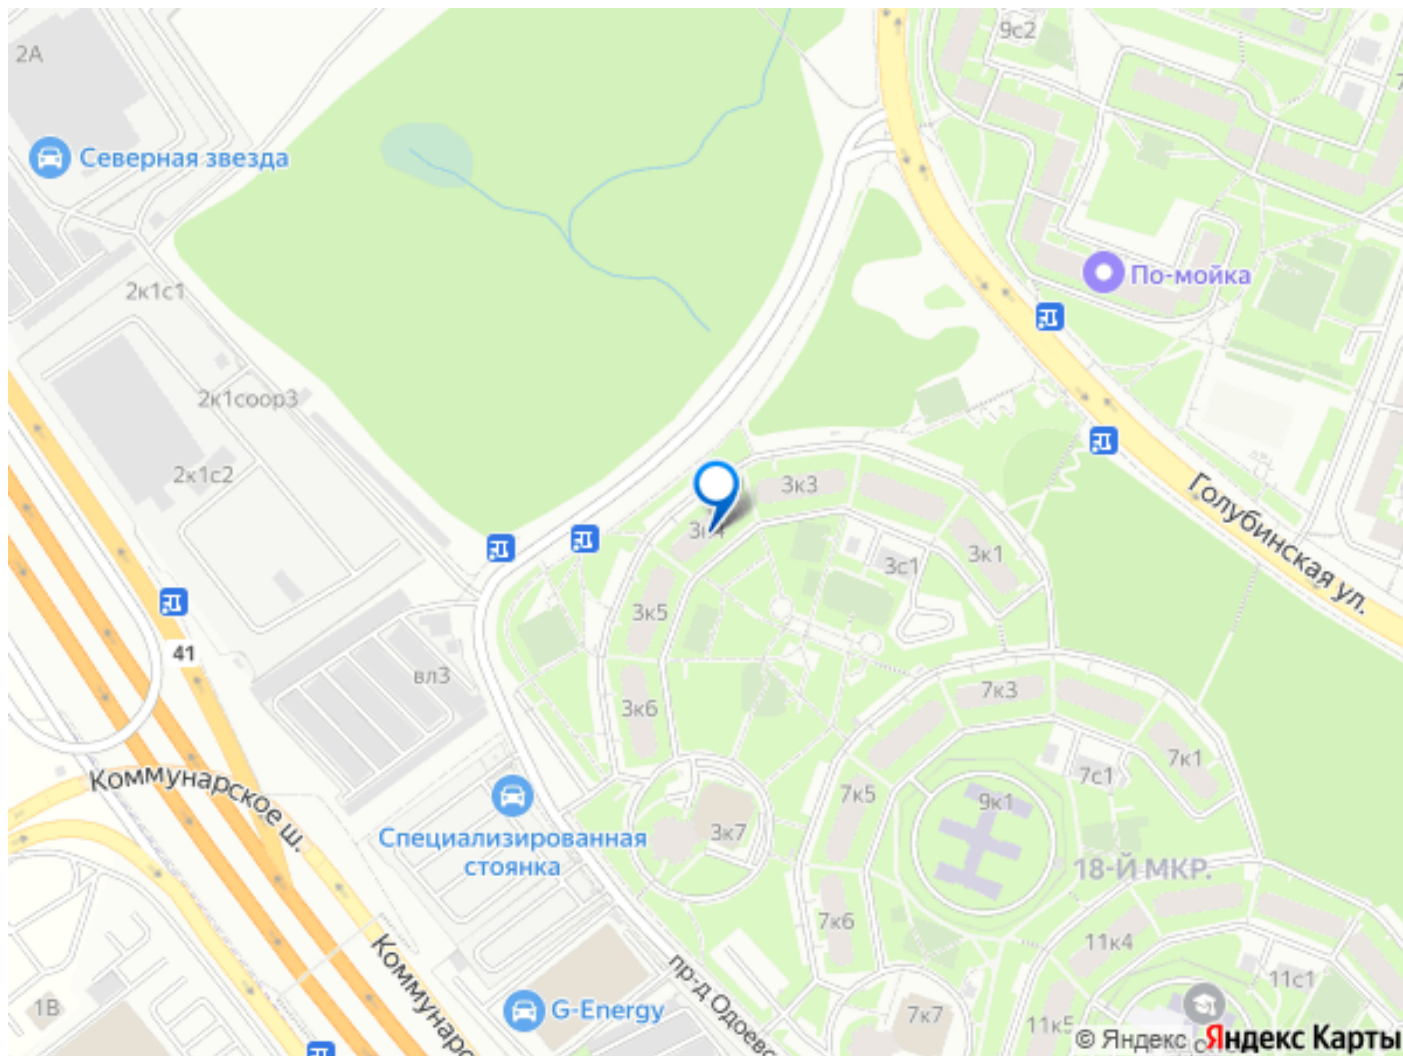 9с2
2А
Северная звезда
По-мойка
2к1с1
2к1соор3
2к1с2
3к3
3к4
3с1
3к1
Голубинская ул.
3к5
41
вл3
3к6
7к3
7к1
7с1
Коммунарское ш.
7к5
9к1
3к7
Специализированная
стоянка
18-Й МКР.
7к6
11к4
11с1
пр-д Одоевс
Коммунарс
1В
G-Energy
7к7
11к5
© Яндекс
Яндекс Карты